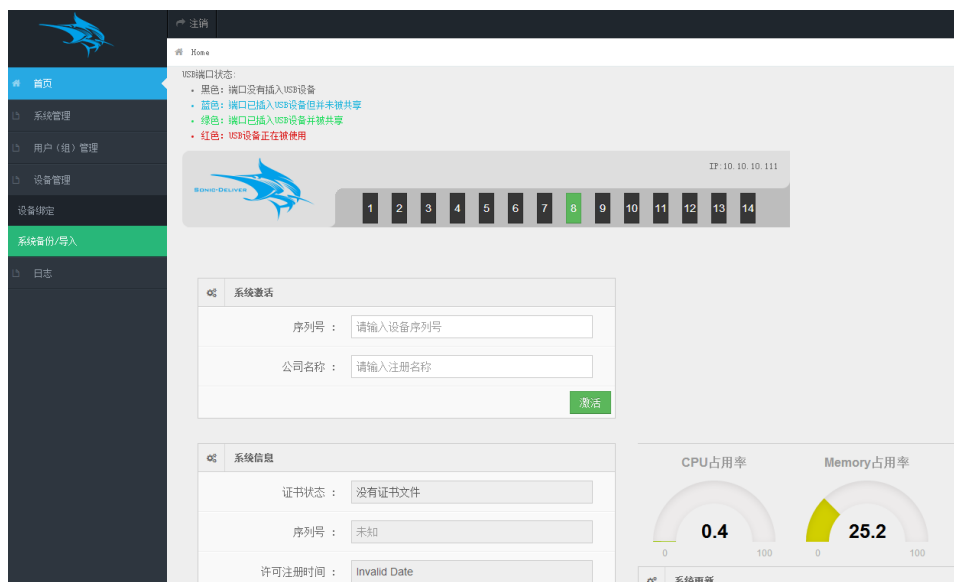 注销
Home
首页
系统管理
用户（组）管理
设备管理
设备绑定
系统备份/导入
日志
USB端口状态:
• 黑色：端口没有插入USB设备
• 蓝色：端口已插入USB设备但并未被共享
• 绿色：端口已插入USB设备并被共享
• 红色：USB设备正在被使用
IP:10.10.10.111
SONIG-DELIVER
1 2 3 4 5 6 7 8 9 10 11 12 13 14
系统激活
序列号 ： 请输入设备序列号
公司名称 ： 请输入注册名称
激活
系统信息
证书状态 ： 没有证书文件
序列号 ： 未知
许可注册时间 ： Invalid Date
CPU占用率
0.4
0 100
Memory占用率
25.2
0 100
系统更新